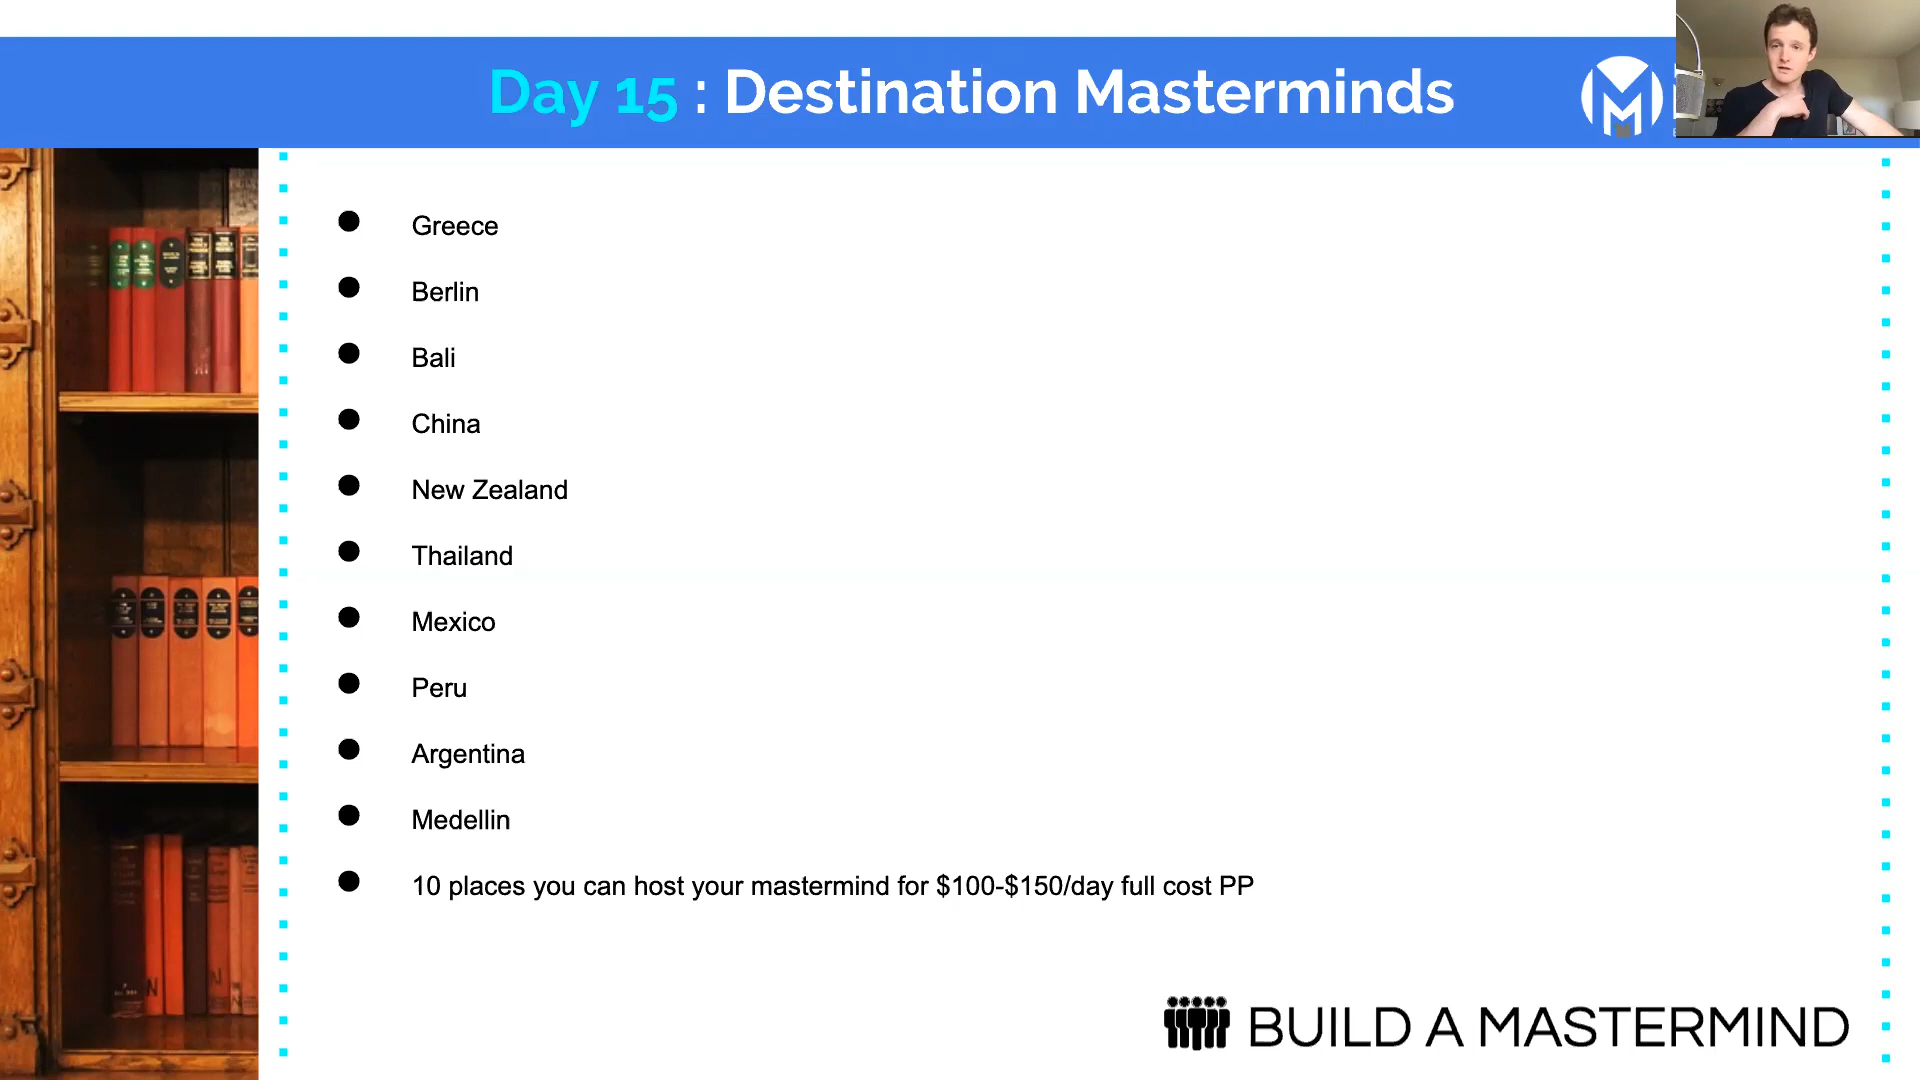 Day 15 : Destination Masterminds
Greece
Berlin
Bali
China
New Zealand
Thailand
Mexico
Peru
Argentina
Medellin
10 places you can host your mastermind for $100-$150/day full cost PP
BUILD A MASTERMIND